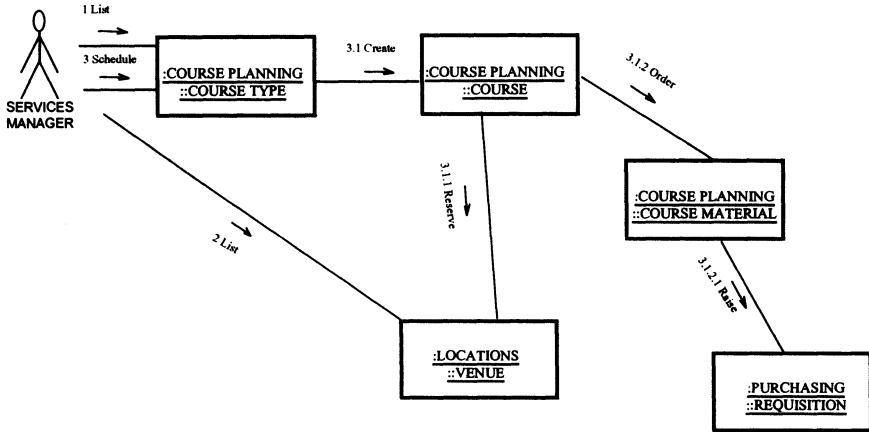 1 List
3 Schedule
SERVICES
MANAGER
:COURSE PLANNING
::COURSE TYPE
3.1 Create
:COURSE PLANNING
::COURSE
3.1.2 Order
3.1.1 Reserve
:COURSE PLANNING
::COURSE MATERIAL
2 List
3.1.2.1 Raise
:LOCATIONS
::VENUE
:PURCHASING
::REQUISITION